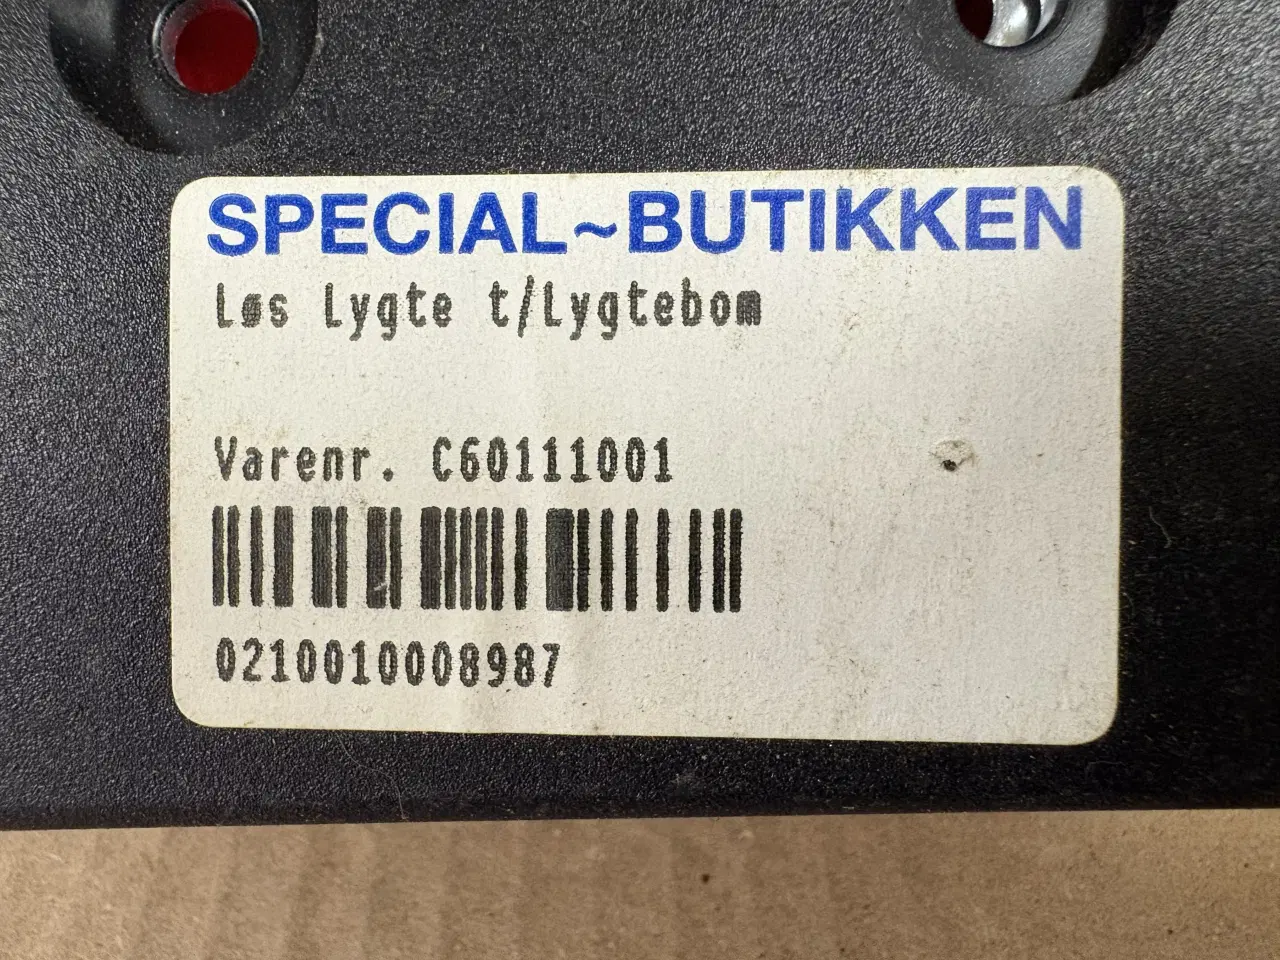 SPECIAL~BUTIKKEN
Løs lygte t/Lygtebom
Varenr. C60111001
0210010008987